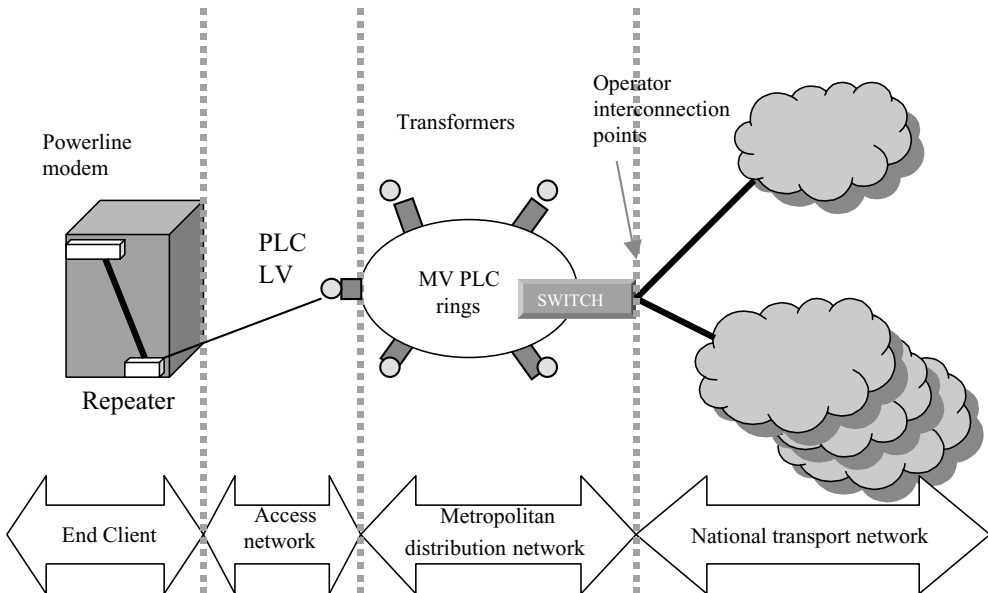 Powerline
modem
Repeater
PLC
LV
Transformers
MV PLC
rings
SWITCH
Operator
interconnection
points
End Client
Access
network
Metropolitan
distribution network
National transport network